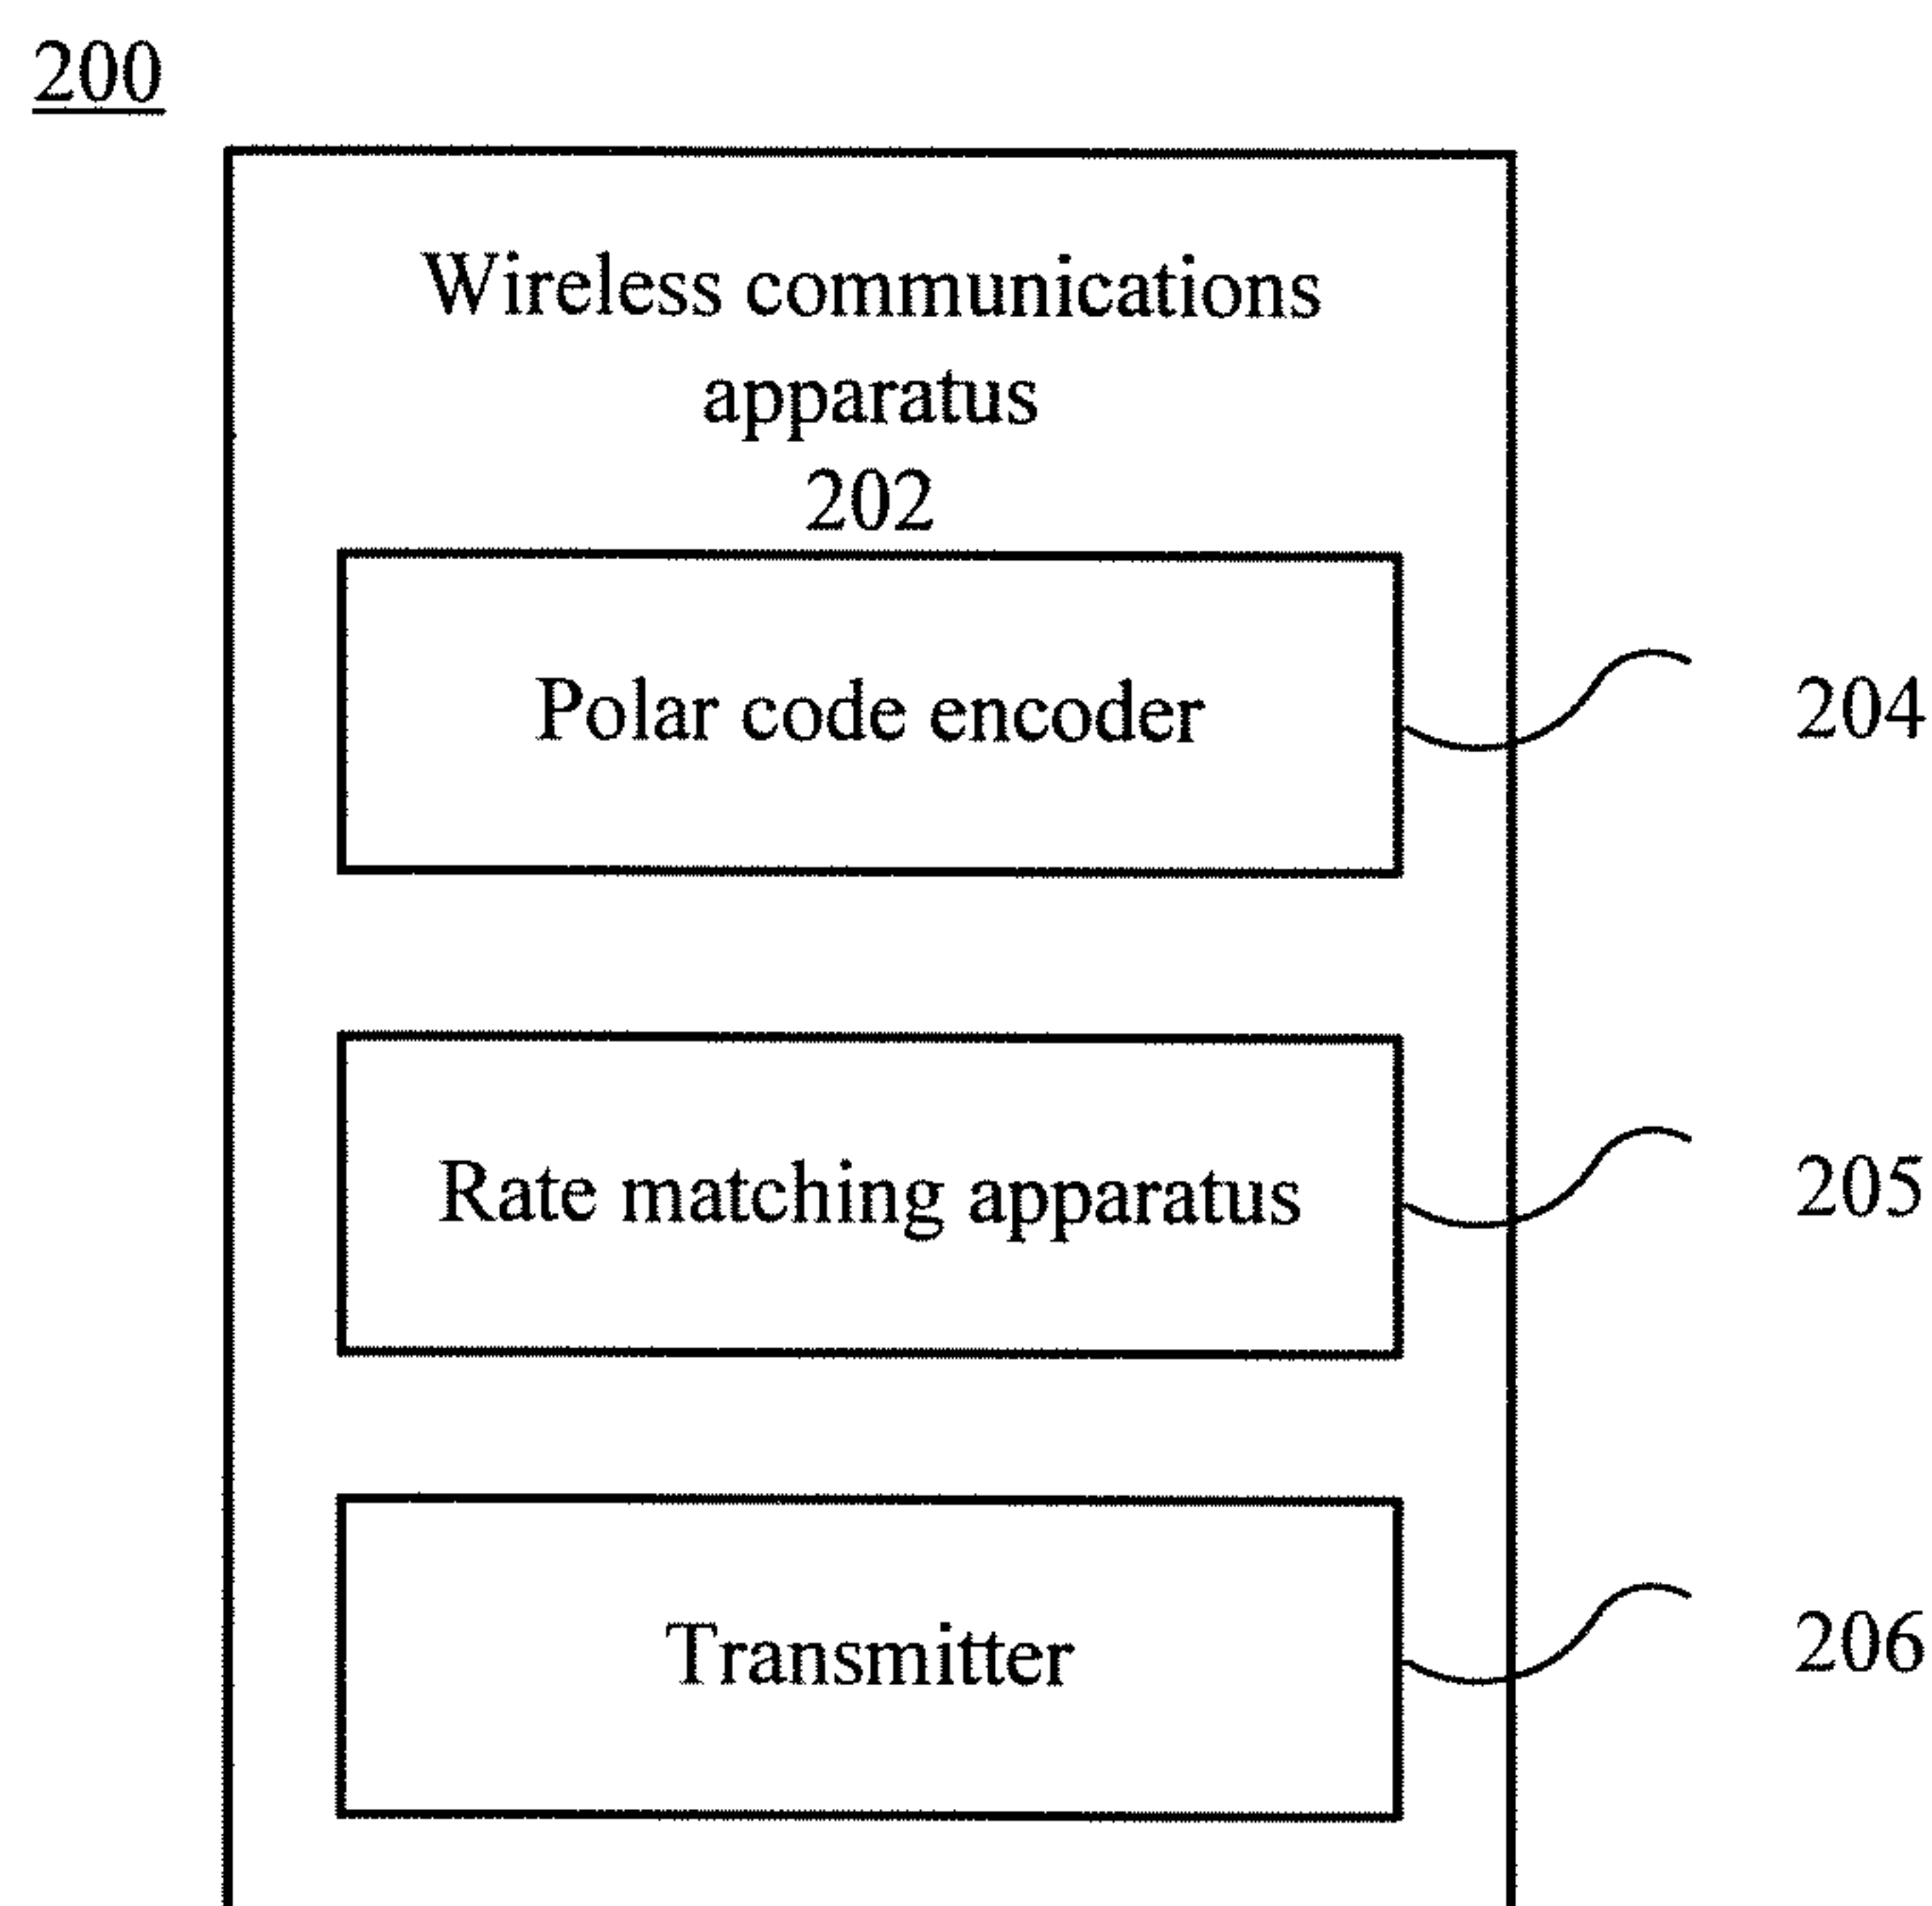 200
Wireless communications
apparatus
202
Polar code encoder
204
Rate matching apparatus
205
Transmitter
206